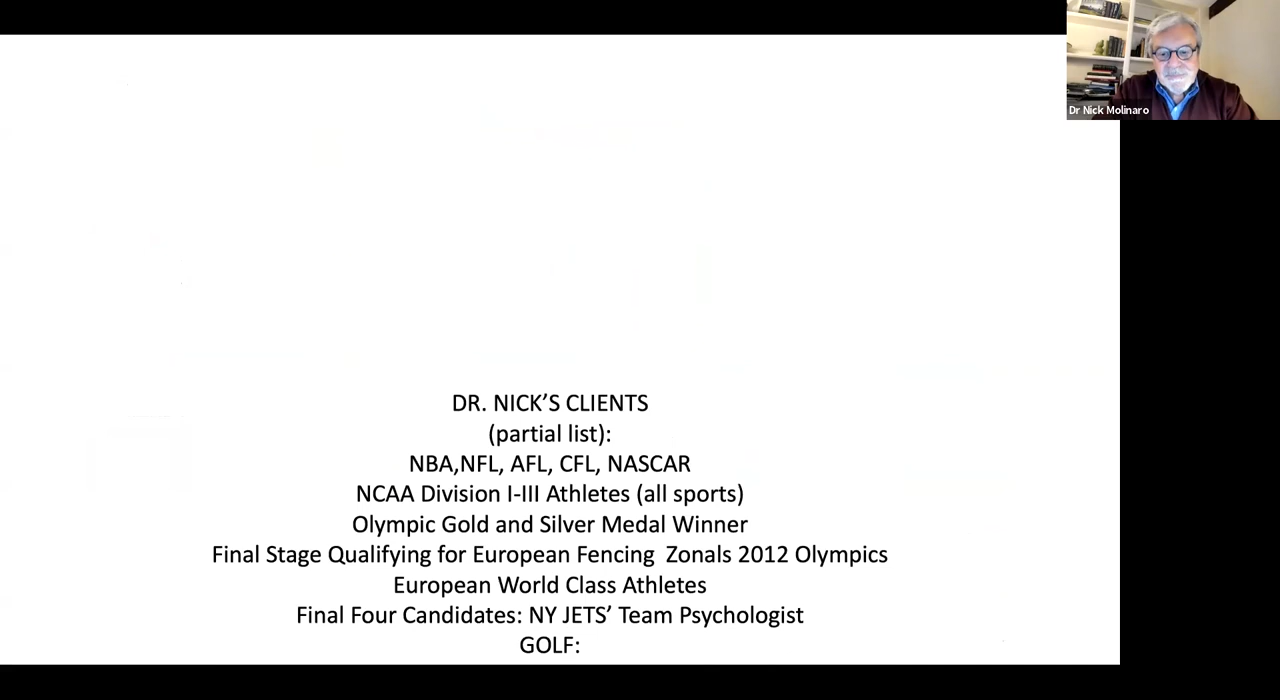 Dr Nick Molinaro
DR. NICK’S CLIENTS
(partial list):
NBA,NFL, AFL, CFL, NASCAR
NCAA Division I-III Athletes (all sports)
Olympic Gold and Silver Medal Winner
Final Stage Qualifying for European Fencing  Zonals 2012 Olympics
European World Class Athletes
Final Four Candidates: NY JETS’ Team Psychologist
GOLF: